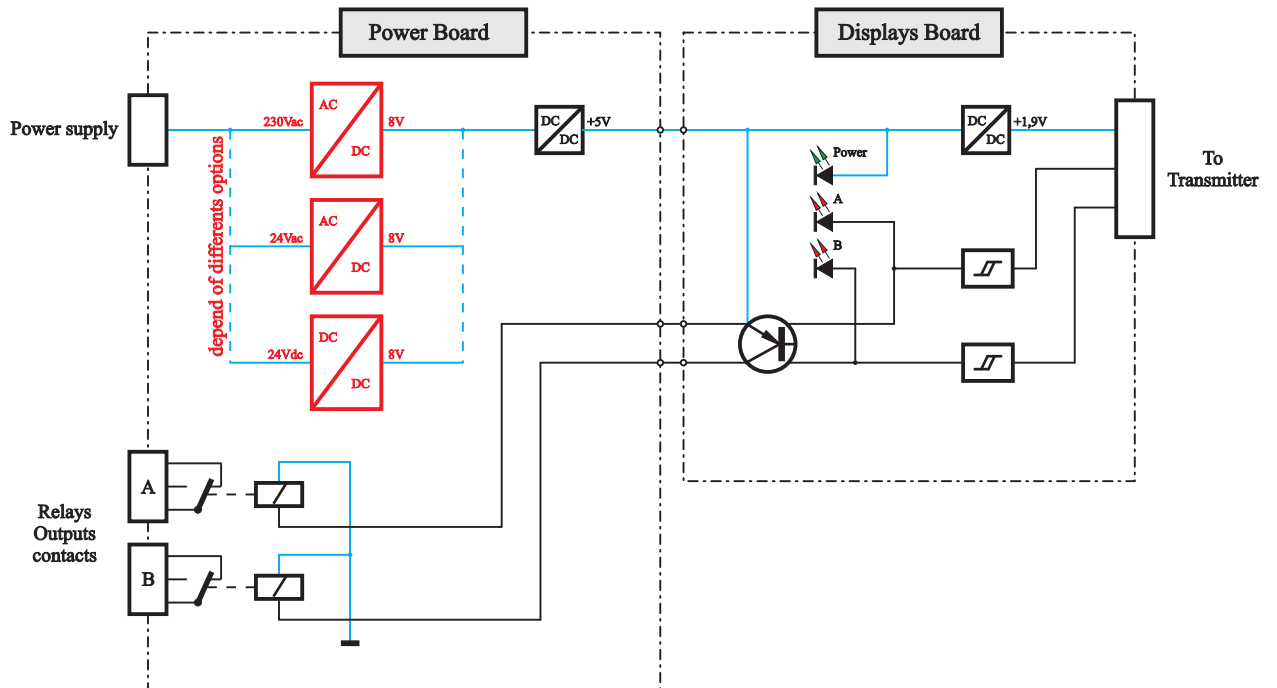 Power Board
Displays Board
Power supply
230Vac
AC
DC
8V
DC
DC
+5V
Power
A
B
DC
DC
+1,9V
To
Transmitter
depend of differents options
24Vac
AC
DC
8V
24Vdc
DC
DC
8V
Relays
Outputs
contacts
A
B